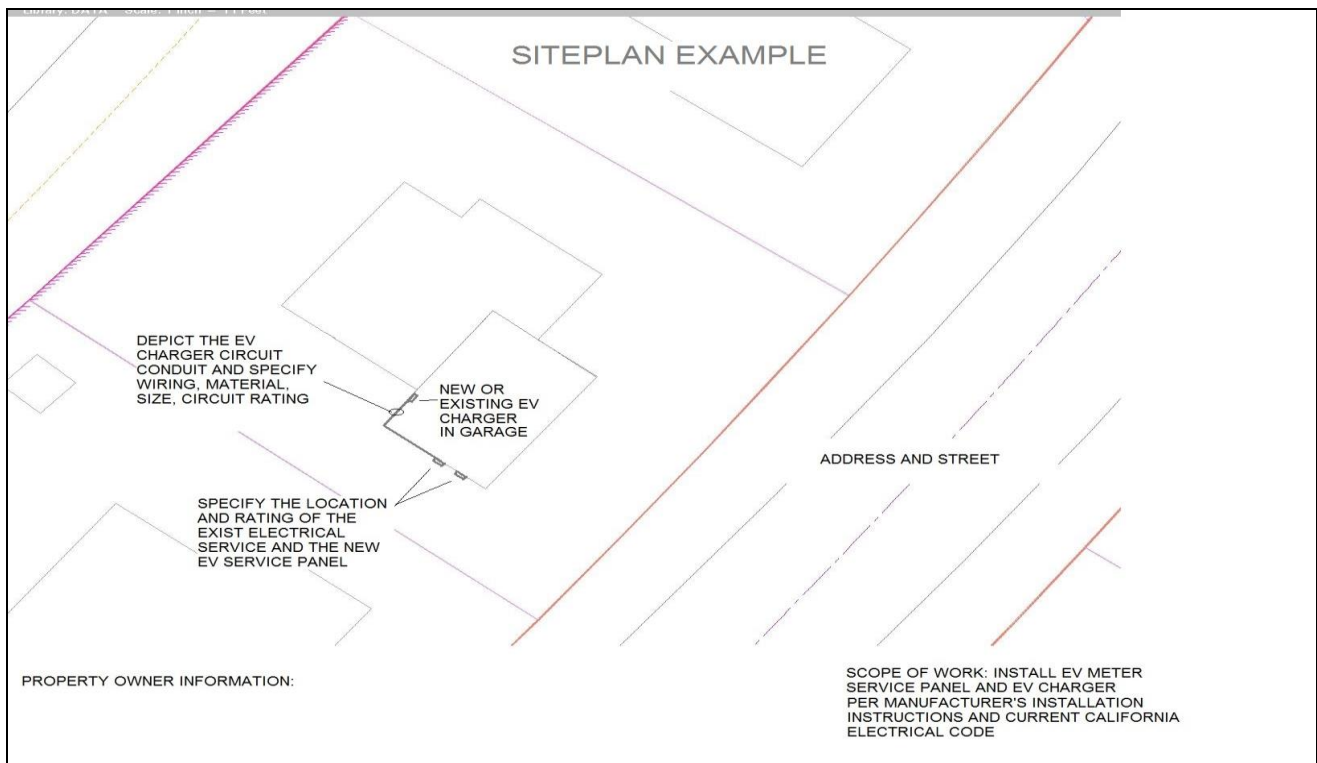 SITEPLAN EXAMPLE
DEPICT THE EV
CHARGER CIRCUIT
CONDUIT AND SPECIFY
WIRING, MATERIAL,
SIZE, CIRCUIT RATING
NEW OR
EXISTING EV
CHARGER
IN GARAGE
ADDRESS AND STREET
SPECIFY THE LOCATION
AND RATING OF THE
EXIST ELECTRICAL
SERVICE AND THE NEW
EV SERVICE PANEL
PROPERTY OWNER INFORMATION:
SCOPE OF WORK: INSTALL EV METER
SERVICE PANEL AND EV CHARGER
PER MANUFACTURER'S INSTALLATION
INSTRUCTIONS AND CURRENT CALIFORNIA
ELECTRICAL CODE